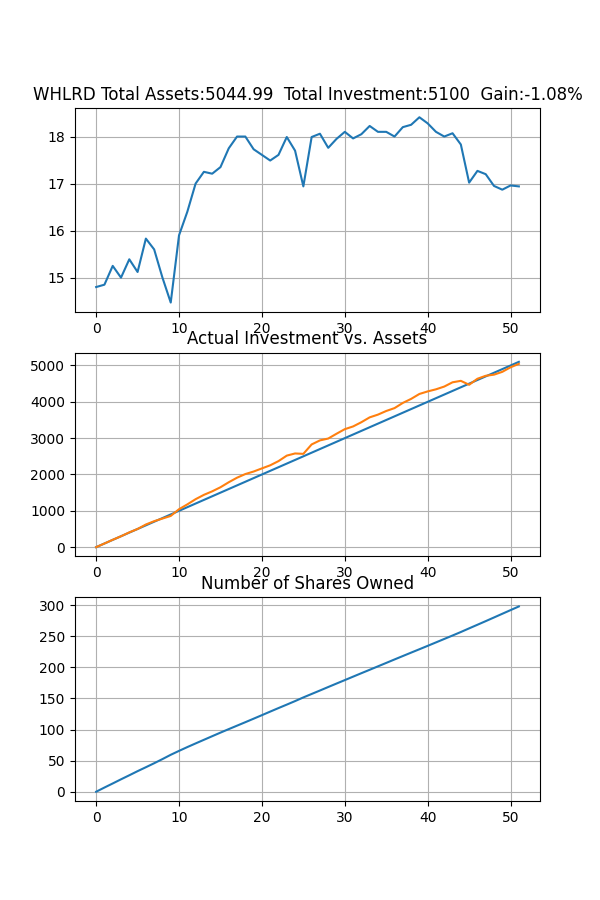 WHLRD Total Assets:5044.99  Total Investment:5100  Gain:-1.08%
18
17
16
15
0 10 20 30 40 50
Actual Investment vs. Assets
5000
4000
3000
2000
1000
0
0 10 20 30 40 50
Number of Shares Owned
300
250
200
150
100
50
0
0 10 20 30 40 50